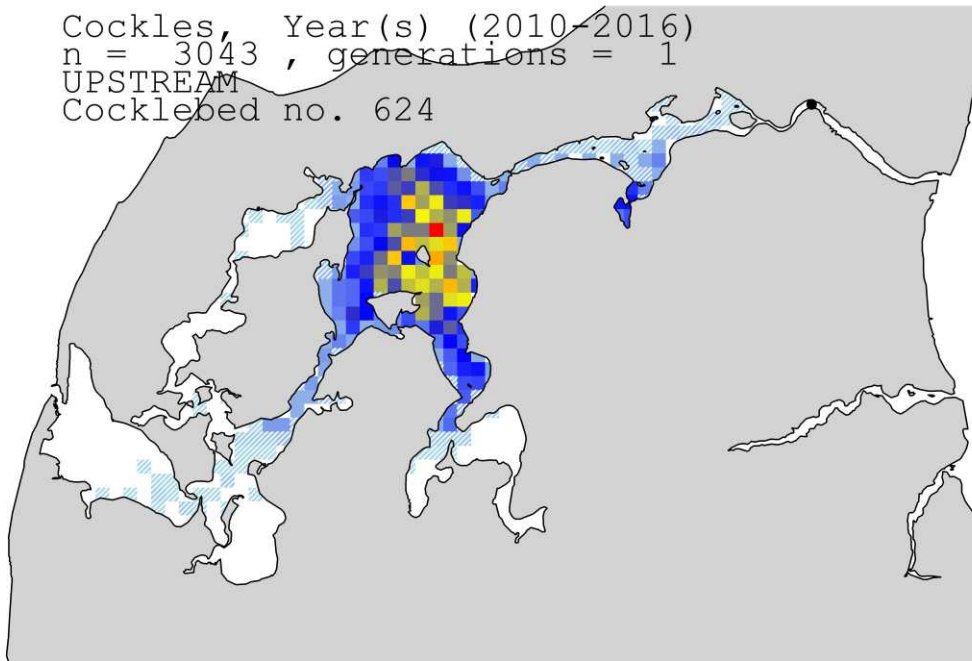 Cockles, Year(s) (2010-2016)
n = 3043 , generations = 1
UPSTREAM
Cocklebed no. 624